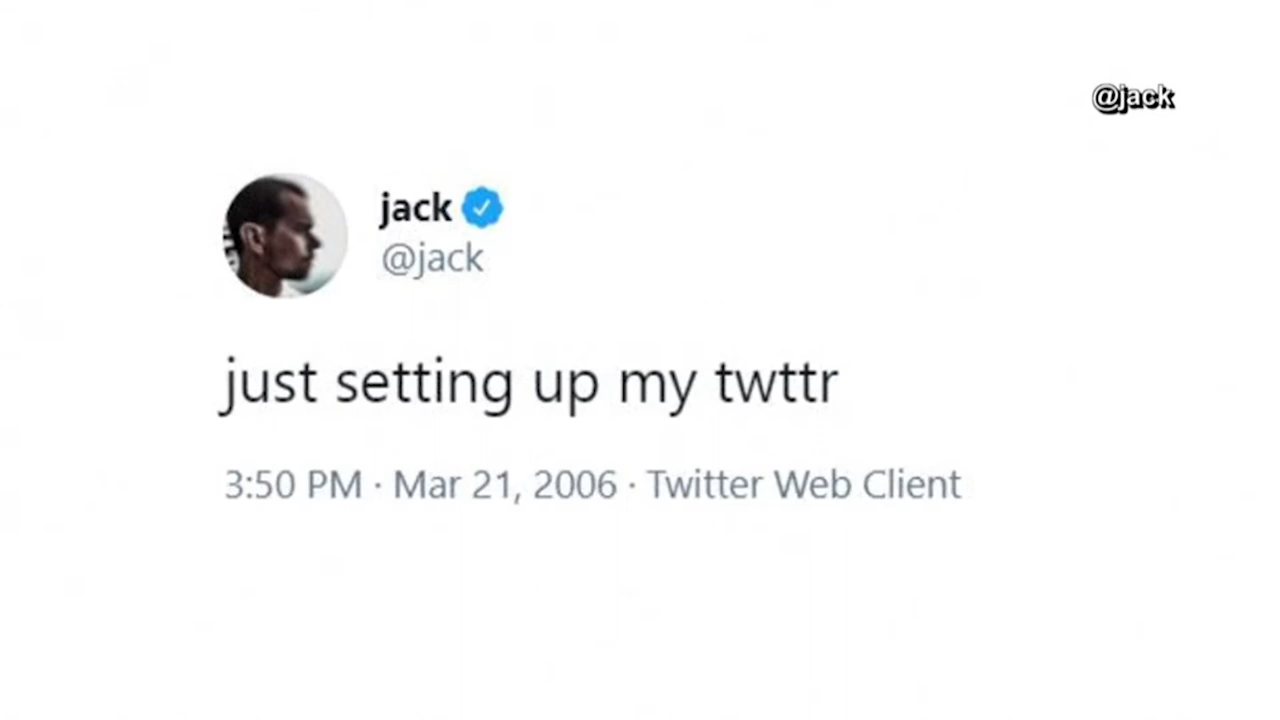 @jack
jack
@jack
just setting up my twttr
3:50 PM · Mar 21, 2006 · Twitter Web Client